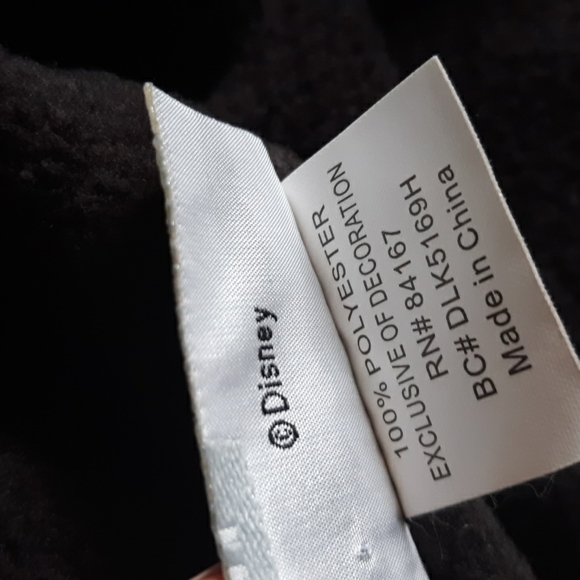 ©Disney
100% POLYESTER
EXCLUSIVE OF DECORATION
RN# 84167
BC# DLK5169H
Made in China